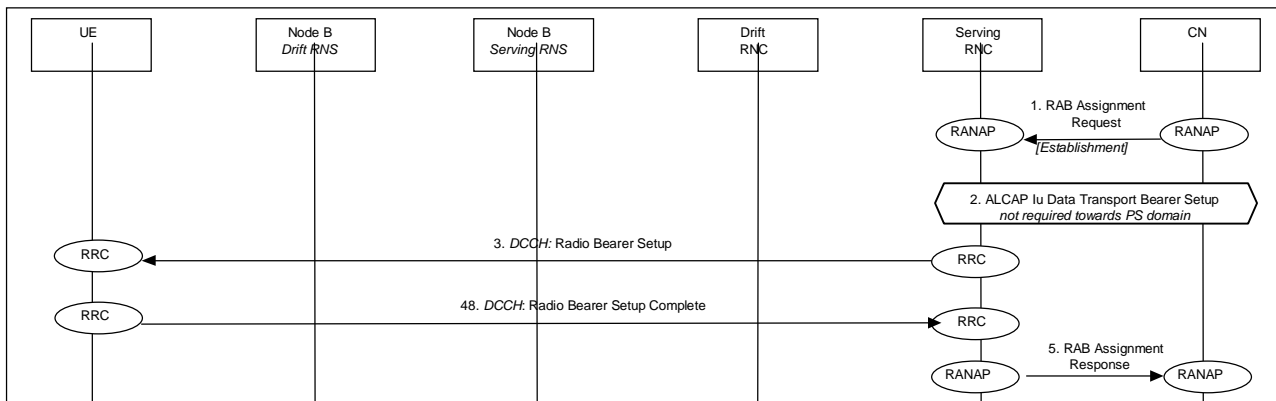 UE
Node B
Drift RNS
Node B
Serving RNS
Drift
RNC
Serving
RNC
CN
1. RAB Assignment
Request
RANAP
RANAP
[Establishment]
2. ALCAP Iu Data Transport Bearer Setup
not required towards PS domain
3. DCCH: Radio Bearer Setup
RRC
RRC
48. DCCH: Radio Bearer Setup Complete
RRC
RRC
5. RAB Assignment
Response
RANAP
RANAP